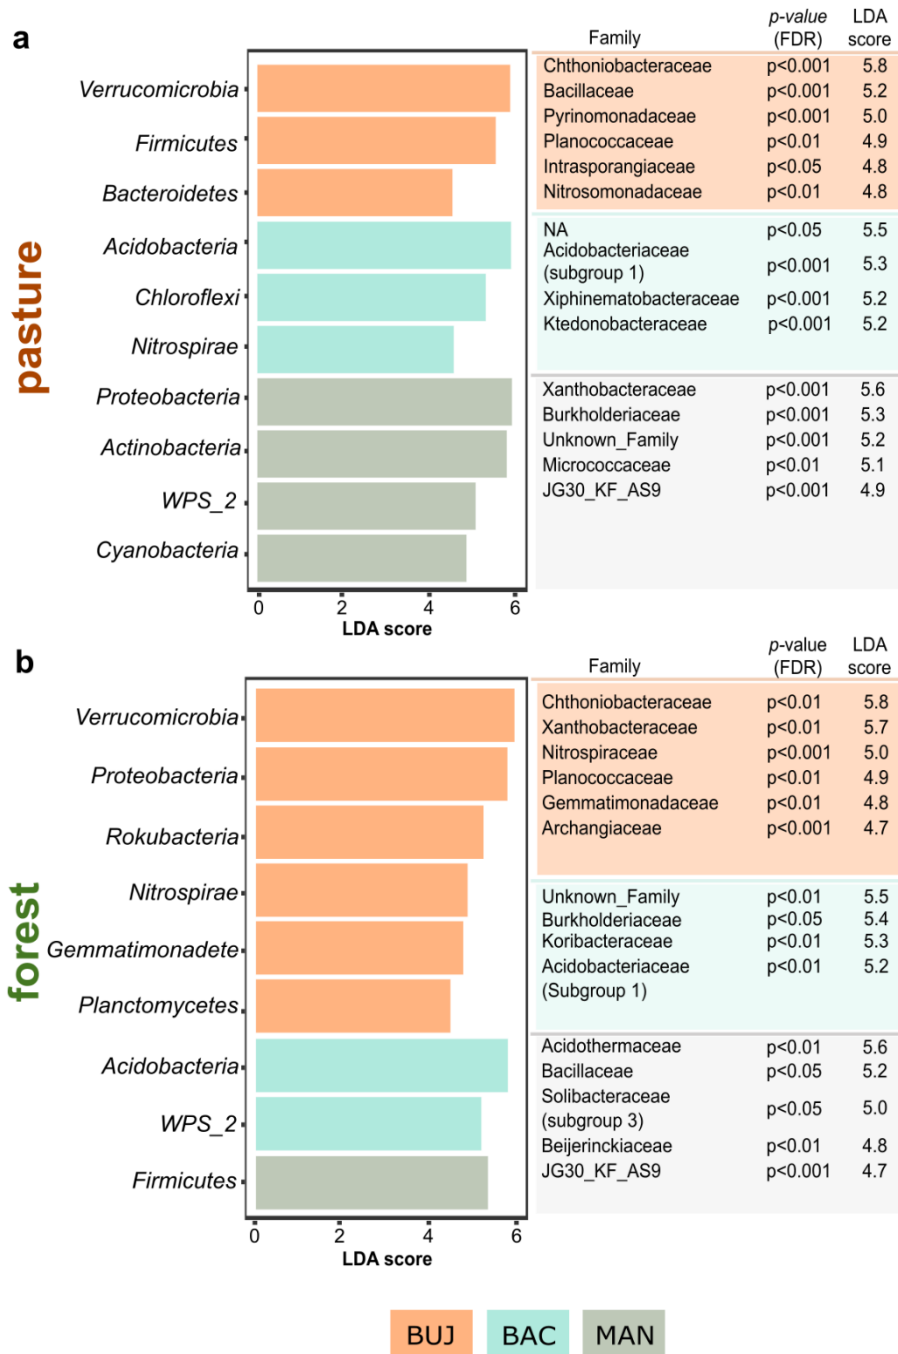 a
pasture
Verrucomicrobia
Firmicutes
Bacteroidetes
Acidobacteria
Chloroflexi
Nitrospirae
Proteobacteria
Actinobacteria
WPS_2
Cyanobacteria
0 2 4 6
LDA score
Family p-value (FDR) LDA score
Chthoniobacteraceae p<0.001 5.8
Bacillaceae p<0.001 5.2
Pyrinomonadaceae p<0.001 5.0
Planococcaceae p<0.01 4.9
Intrasporangiaceae p<0.05 4.8
Nitrosomonadaceae p<0.01 4.8
NA p<0.05 5.5
Acidobacteriaceae
(subgroup 1) p<0.001 5.3
Xiphinematobacteraceae p<0.001 5.2
Ktedonobacteraceae p<0.001 5.2
Xanthobacteraceae p<0.001 5.6
Burkholderiaceae p<0.001 5.3
Unknown_Family p<0.001 5.2
Micrococcaceae p<0.01 5.1
JG30_KF_AS9 p<0.001 4.9
b
forest
Verrucomicrobia
Proteobacteria
Rokubacteria
Nitrospirae
Gemmatimonadete
Planctomycetes
Acidobacteria
WPS_2
Firmicutes
0 2 4 6
LDA score
Family p-value (FDR) LDA score
Chthoniobacteraceae p<0.01 5.8
Xanthobacteraceae p<0.01 5.7
Nitrospiraceae p<0.001 5.0
Planococcaceae p<0.01 4.9
Gemmatimonadaceae p<0.01 4.8
Archangiaceae p<0.001 4.7
Unknown_Family p<0.01 5.5
Burkholderiaceae p<0.05 5.4
Koribacteraceae p<0.01 5.3
Acidobacteriaceae p<0.01 5.2
(Subgroup 1)
Acidothermaceae p<0.01 5.6
Bacillaceae p<0.05 5.2
Solibacteraceae
(subgroup 3) p<0.05 5.0
Beijerinckiaceae p<0.01 4.8
JG30_KF_AS9 p<0.001 4.7
BUJ BAC MAN